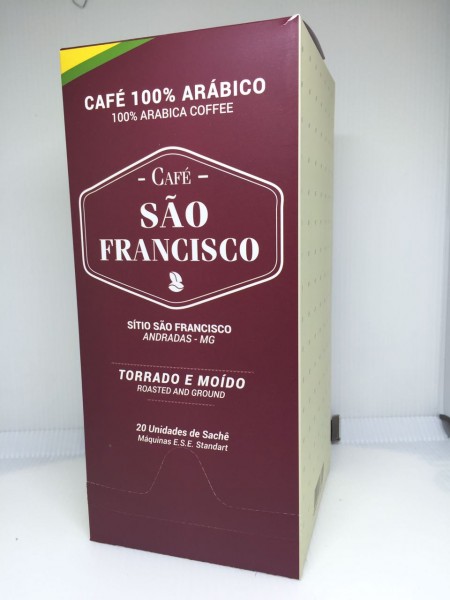 CAFÉ 100% ARÁBICO
100% ARABICA COFFEE
- CAFÉ -
SÃO
FRANCISCO
SÍTIO SÃO FRANCISCO
ANDRADAS - MG
TORRADO E MOÍDO
ROASTED AND GROUND
20 Unidades de Sachê
Máquinas E.S.E. Standart